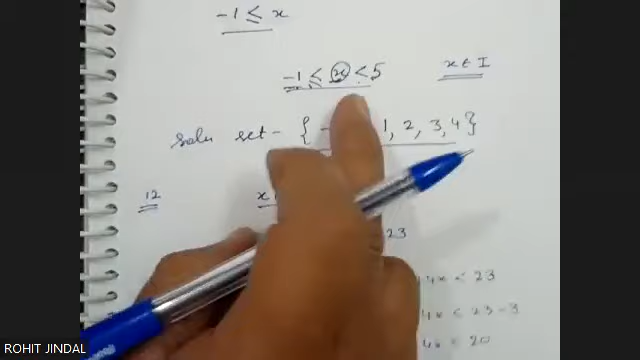 -1 ≤ x
-1 ≤ x < 5 x ∈ I
Soln set - { - 1, 2, 3, 4 }
12 x
23
4x < 23
4x ≤ 23 - 3
4x = 20
ROHIT JINDAL